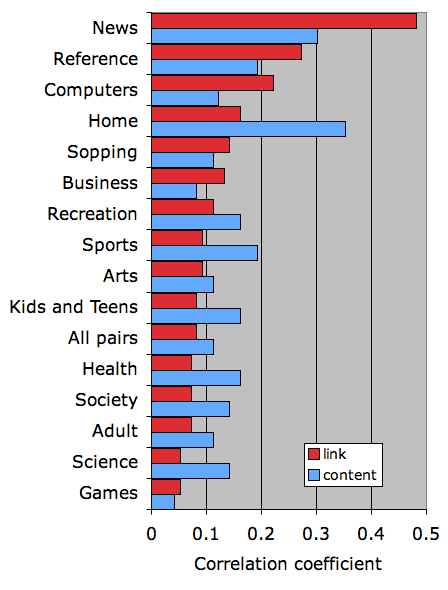 News
Reference
Computers
Home
Sopping
Business
Recreation
Sports
Arts
Kids and Teens
All pairs
Health
Society
Adult
Science
Games
link
content
0 0.1 0.2 0.3 0.4 0.5
Correlation coefficient